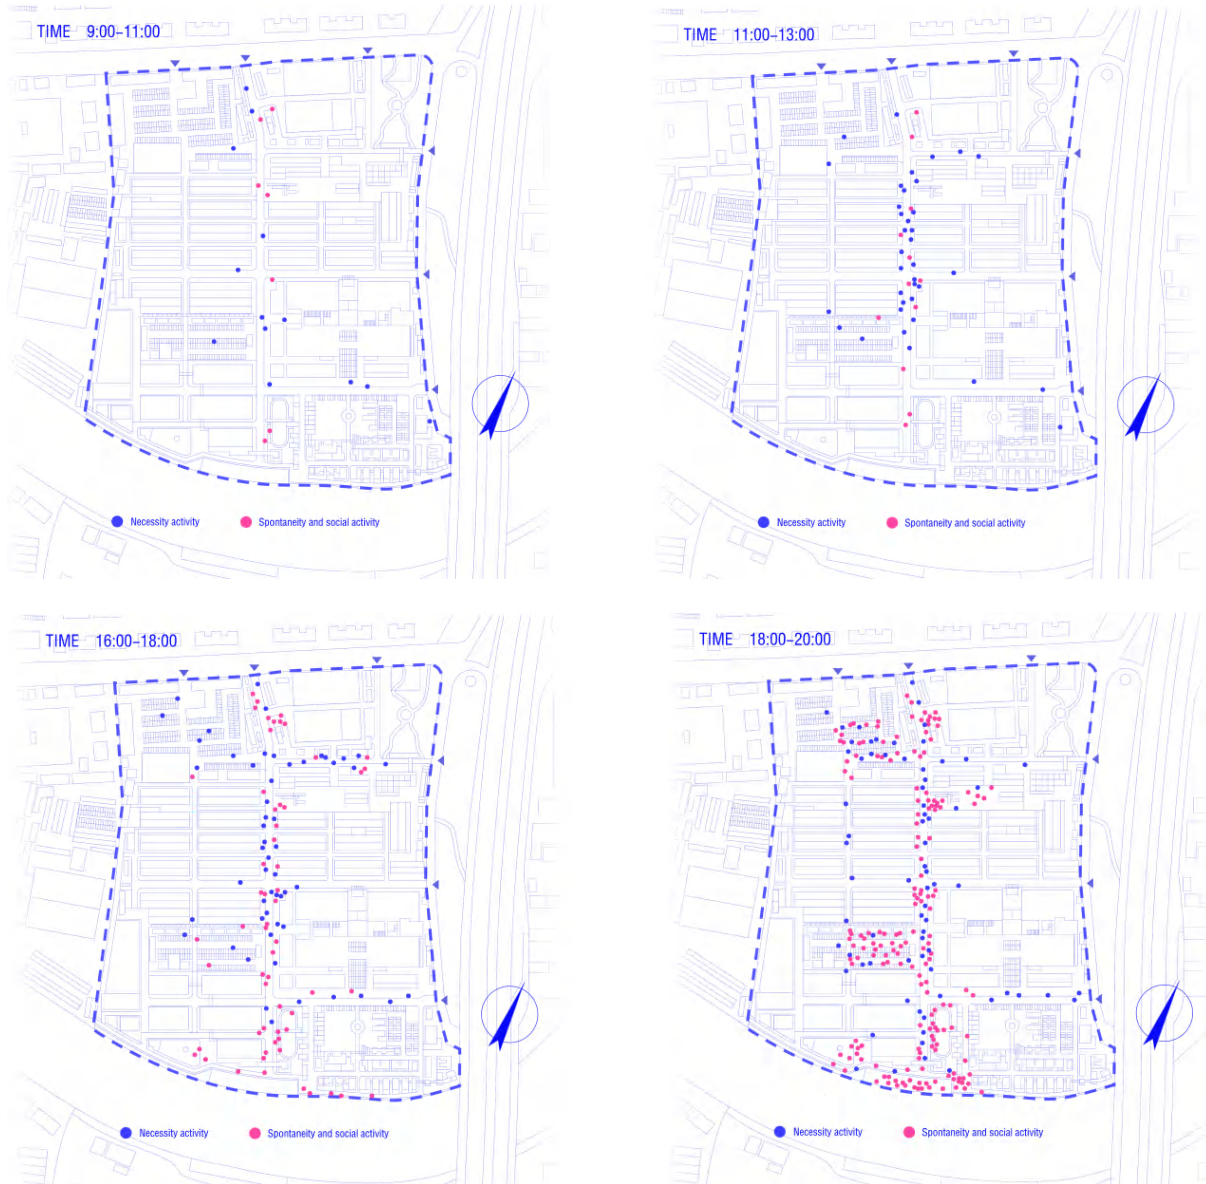 TIME 9:00-11:00
Necessity activity
Spontaneity and social activity
TIME 11:00-13:00
Necessity activity
Spontaneity and social activity
TIME 16:00-18:00
Necessity activity
Spontaneity and social activity
TIME 18:00-20:00
Necessity activity
Spontaneity and social activity